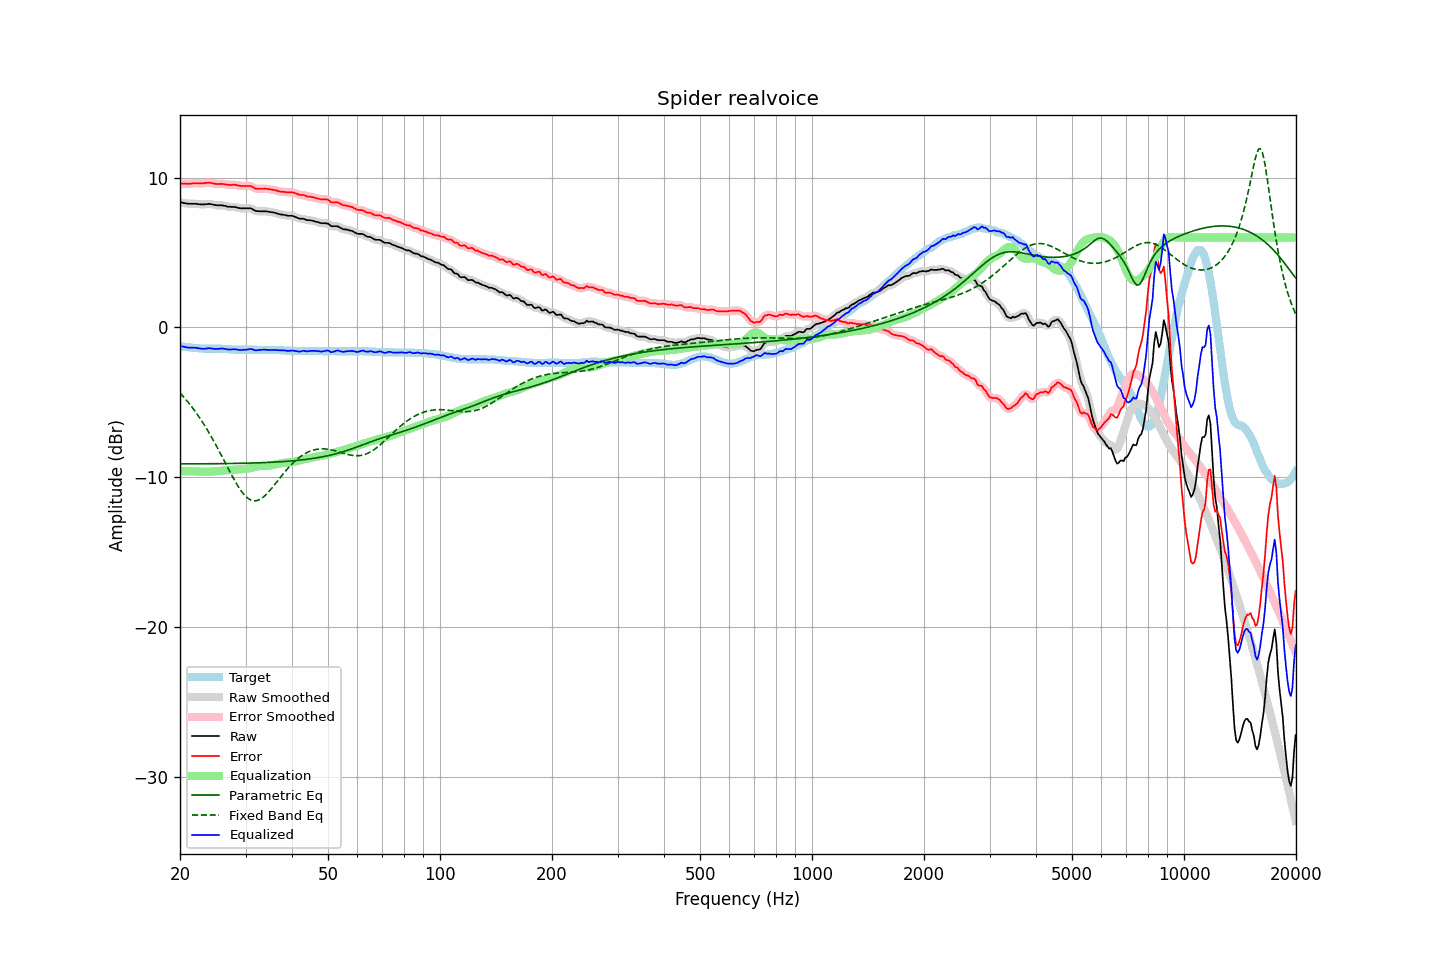 Spider realvoice
10
0
−10
−20
−30
Amplitude (dBr)
Target
Raw Smoothed
Error Smoothed
Raw
Error
Equalization
Parametric Eq
Fixed Band Eq
Equalized
20
50
100
200
500
1000
2000
5000
10000
20000
Frequency (Hz)